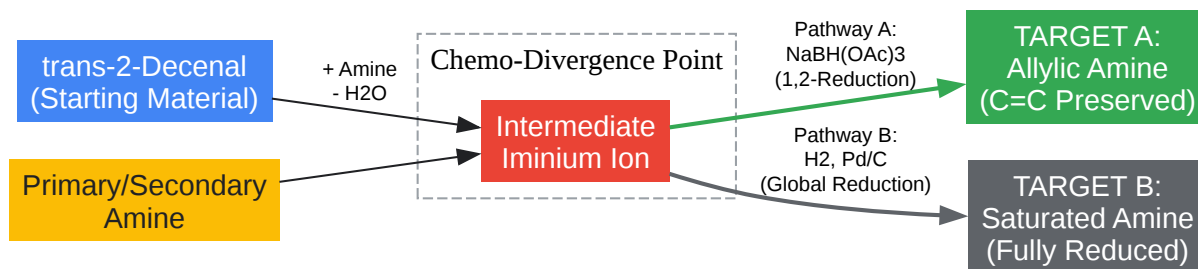 trans-2-Decenal
(Starting Material)
Primary/Secondary
Amine
+ Amine
- H2O
Chemo-Divergence Point
Intermediate
Iminium Ion
Pathway A:
NaBH(OAc)3
(1,2-Reduction)
Pathway B:
H2, Pd/C
(Global Reduction)
TARGET A:
Allylic Amine
(C=C Preserved)
TARGET B:
Saturated Amine
(Fully Reduced)